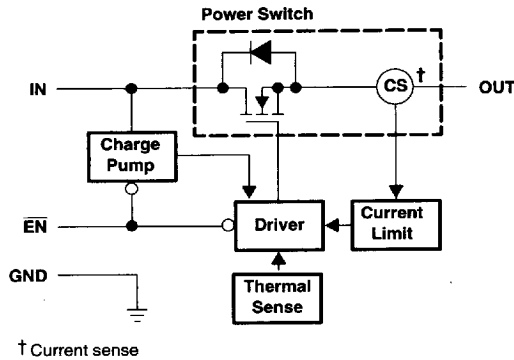 Power Switch
IN
CS
†
OUT
Charge
Pump
EN
Driver
Current
Limit
GND
Thermal
Sense
† Current sense